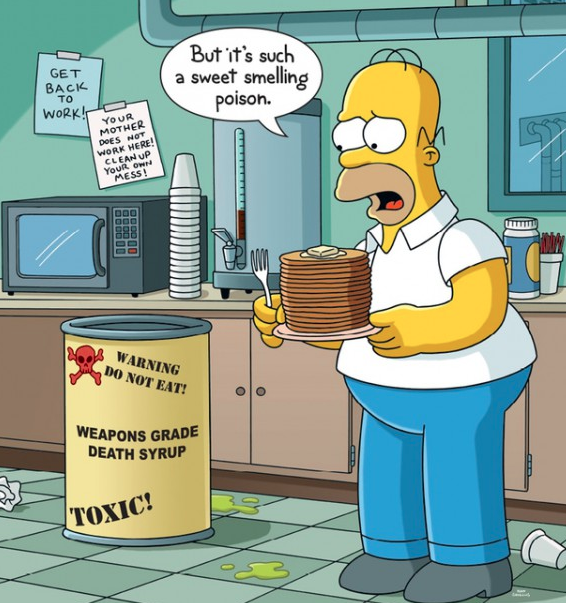 But it's such
a sweet smelling
poison.
GET
BACK
TO
WORK!
YOUR
MOTHER
DOES NOT
WORK HERE!
CLEAN UP
YOUR OWN
MESS!
WARNING
DO NOT EAT!
WEAPONS GRADE
DEATH SYRUP
TOXIC!